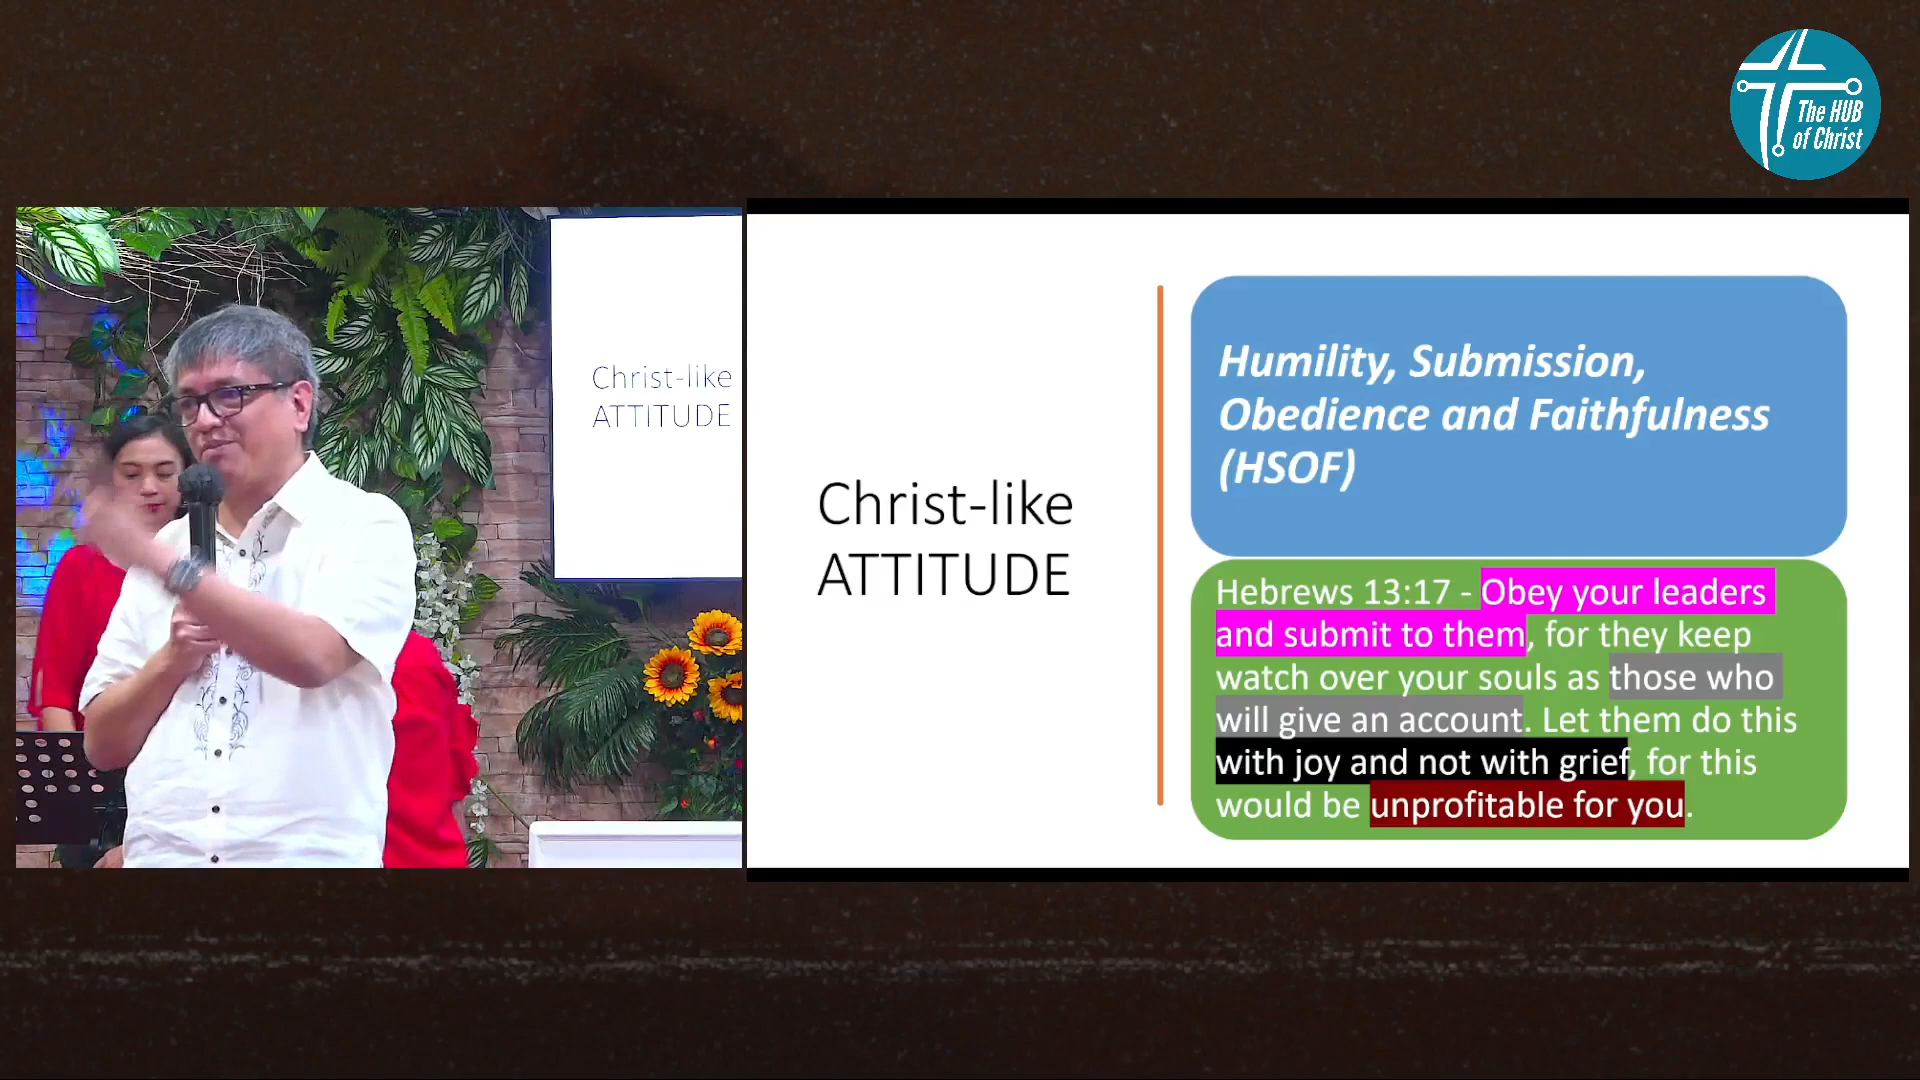 The HUB
of Christ
Christ-like
ATTITUDE
Christ-like
ATTITUDE
Humility, Submission,
Obedience and Faithfulness
(HSOF)
Hebrews 13:17 - Obey your leaders
and submit to them, for they keep
watch over your souls as those who
will give an account. Let them do this
with joy and not with grief, for this
would be unprofitable for you.